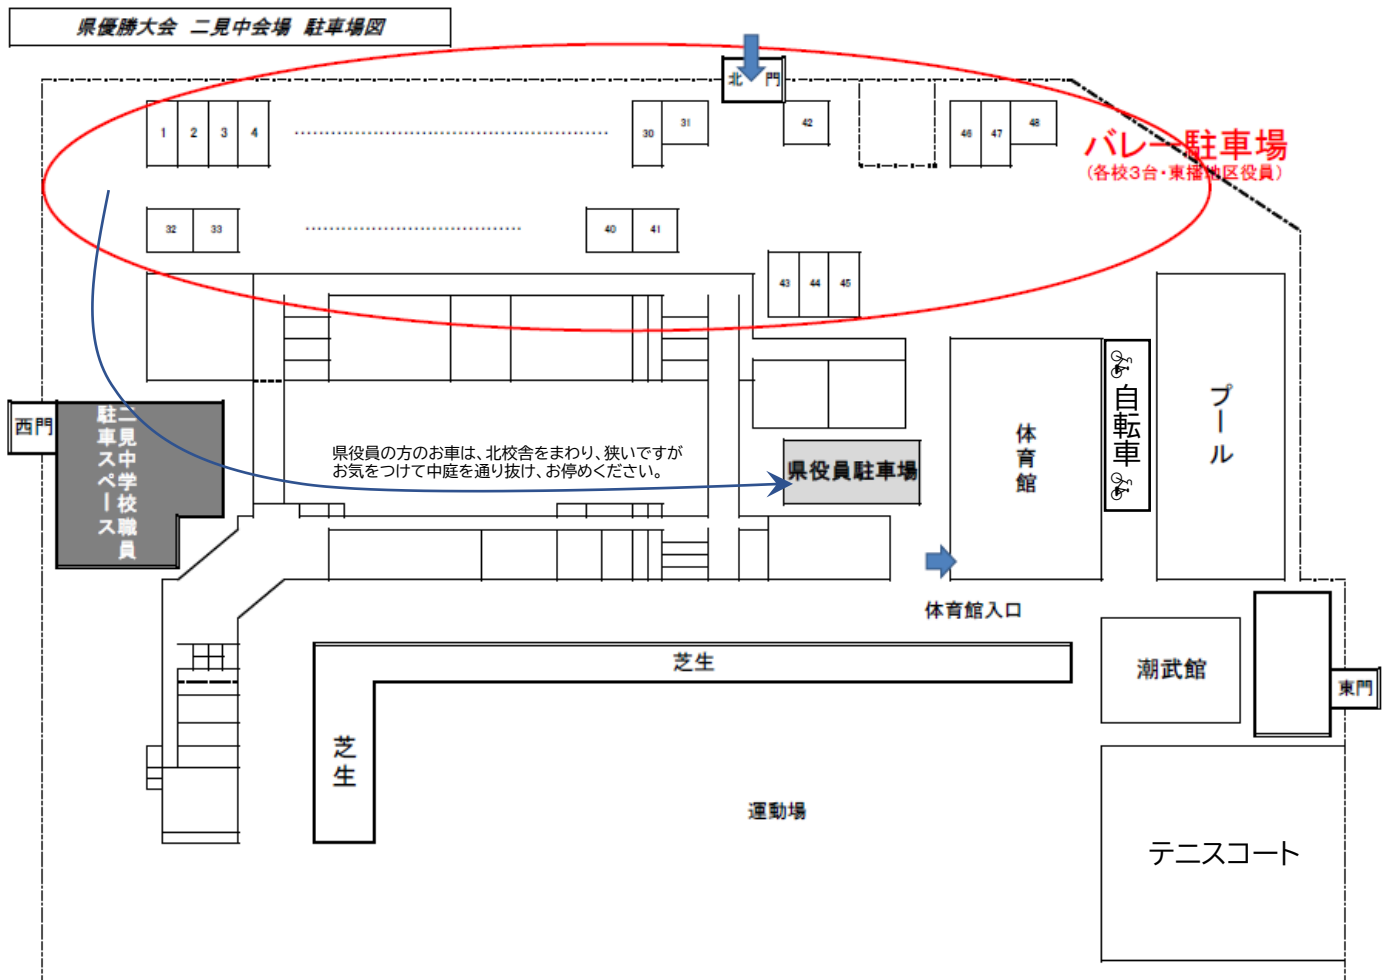 県優勝大会 二見中会場 駐車場図
北 門
1 2 3 4
30 31
42
46 47 48
バレー駐車場
(各校3台・東播地区役員)
32 33
40 41
43 44 45
西門
二見中学校職員
駐車スペース
県役員の方のお車は、北校舎をまわり、狭いですが
お気をつけて中庭を通り抜け、お停めください。
県役員駐車場
体育館
自転車
プール
体育館入口
芝生
潮武館
東門
芝生
運動場
テニスコート